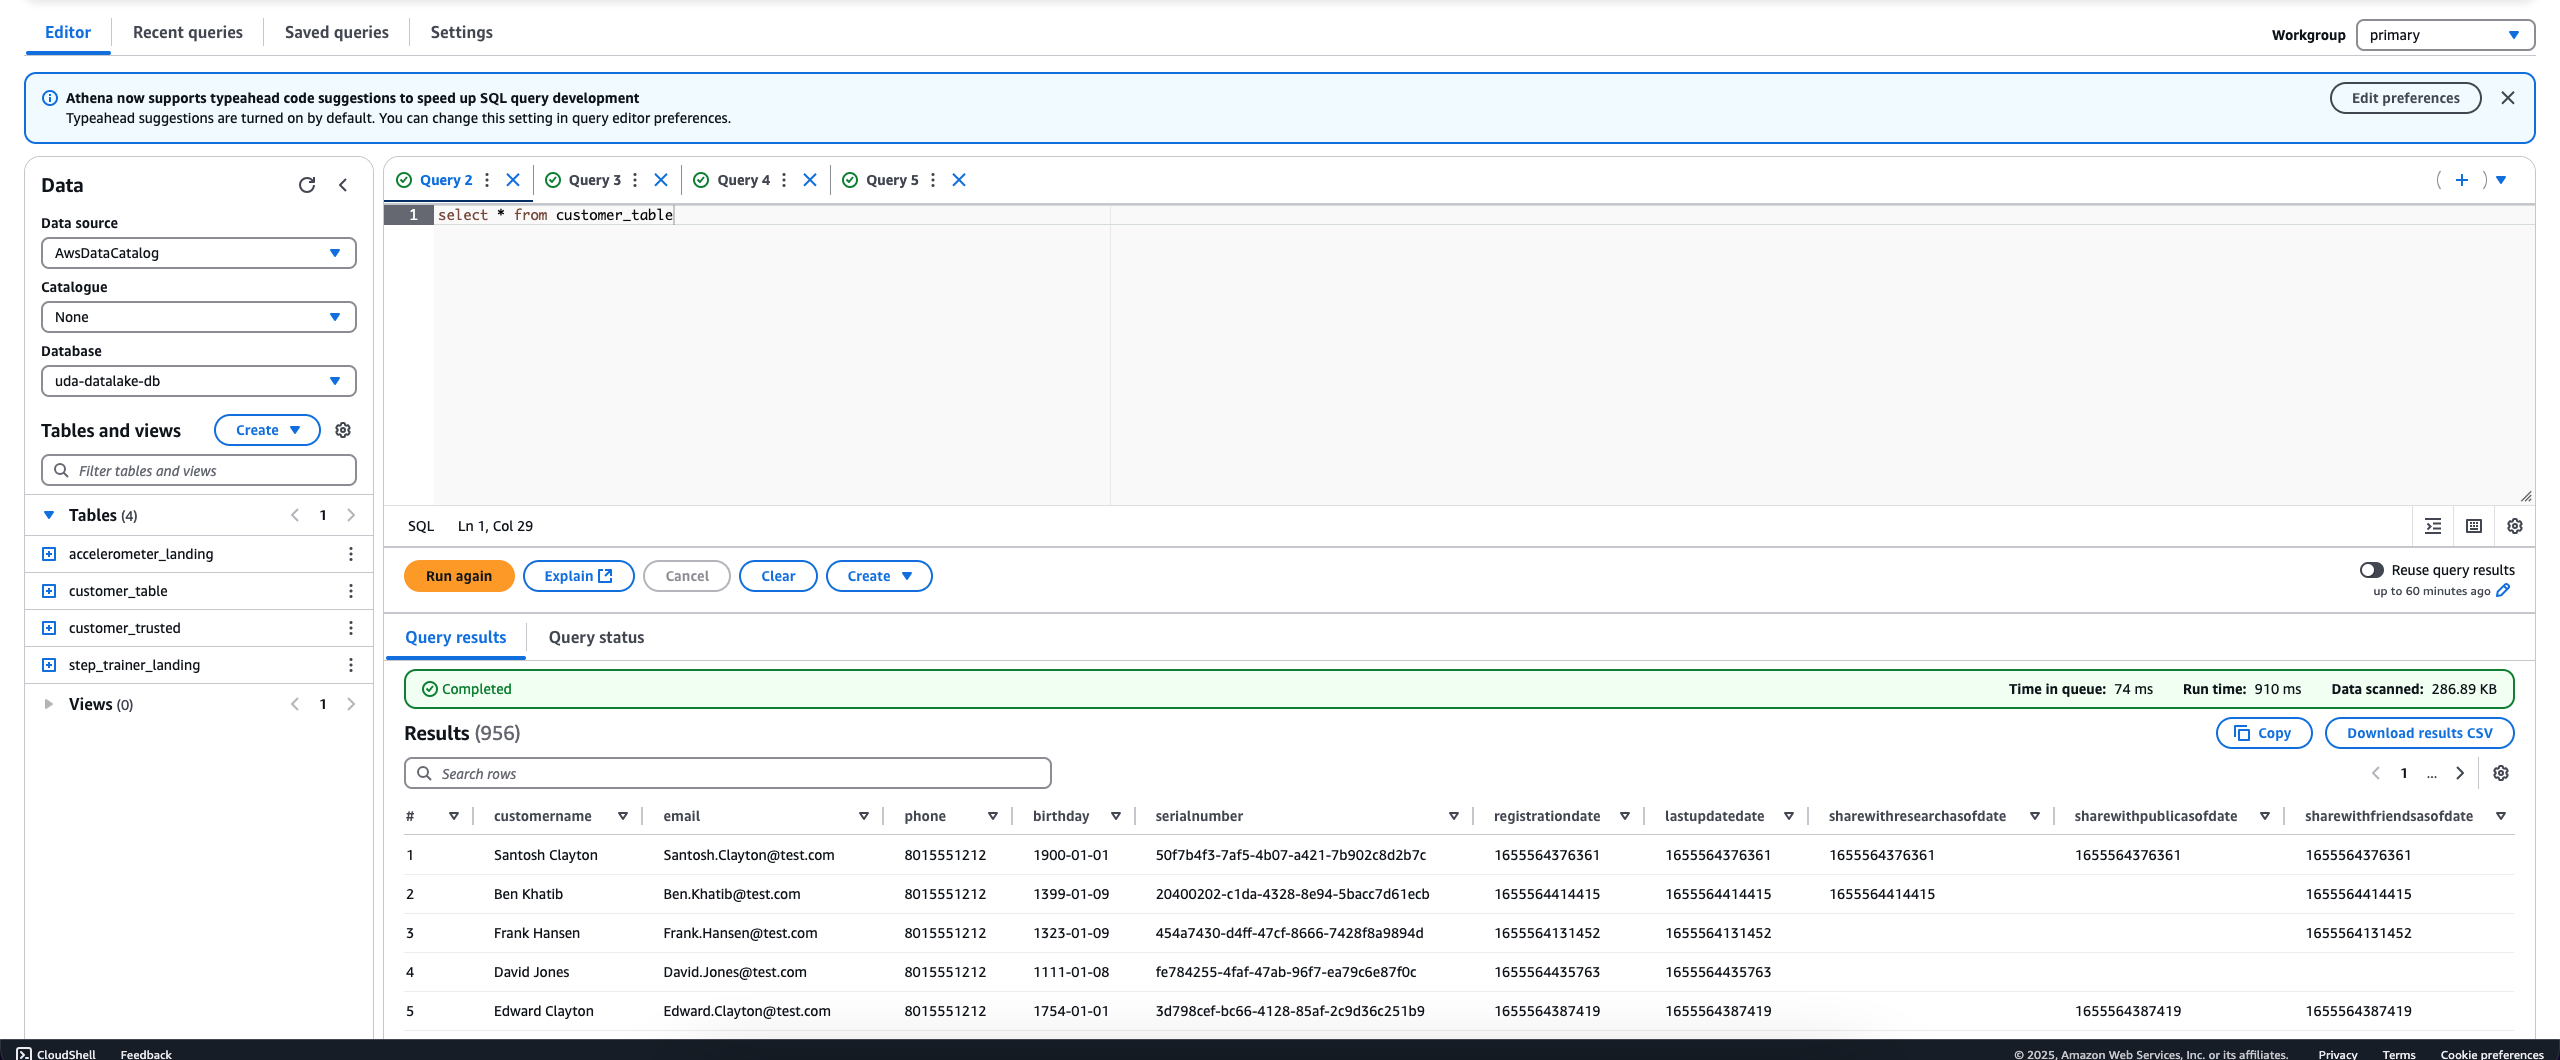 Editor Recent queries Saved queries Settings Workgroup primary
Athena now supports typeahead code suggestions to speed up SQL query development Edit preferences
Typeahead suggestions are turned on by default. You can change this setting in query editor preferences.
Data
Data source
AwsDataCatalog
Catalogue
None
Database
uda-datalake-db
Tables and views Create
Filter tables and views
Tables (4) 1
accelerometer_landing
customer_table
customer_trusted
step_trainer_landing
Views (0) 1
Query 2 Query 3 Query 4 Query 5
1 select * from customer_table
SQL Ln 1, Col 29
Run again Explain Cancel Clear Create Reuse query results
up to 60 minutes ago
Query results Query status
Completed Time in queue: 74 ms Run time: 910 ms Data scanned: 286.89 KB
Results (956) Copy Download results CSV
Search rows 1 ...
# customername email phone birthday serialnumber registrationdate lastupdatedate sharewithresearchasofdate sharewithpublicasofdate sharewithfriendsasofdate
1 Santosh Clayton Santosh.Clayton@test.com 8015551212 1900-01-01 50f7b4f3-7af5-4b07-a421-7b902c8d2b7c 1655564376361 1655564376361 1655564376361 1655564376361 1655564376361
2 Ben Khatib Ben.Khatib@test.com 8015551212 1399-01-09 20400202-c1da-4328-8e94-5bacc7d61ecb 1655564414415 1655564414415 1655564414415 1655564414415
3 Frank Hansen Frank.Hansen@test.com 8015551212 1323-01-09 454a7430-d4ff-47cf-8666-7428f8a9894d 1655564131452 1655564131452 1655564131452
4 David Jones David.Jones@test.com 8015551212 1111-01-08 fe784255-4faf-47ab-96f7-ea79c6e87f0c 1655564435763 1655564435763
5 Edward Clayton Edward.Clayton@test.com 8015551212 1754-01-01 3d798cef-bc66-4128-85af-2c9d36c251b9 1655564387419 1655564387419 1655564387419 1655564387419
CloudShell Feedback © 2025, Amazon Web Services, Inc. or its affiliates. Privacy Terms Cookie preferences